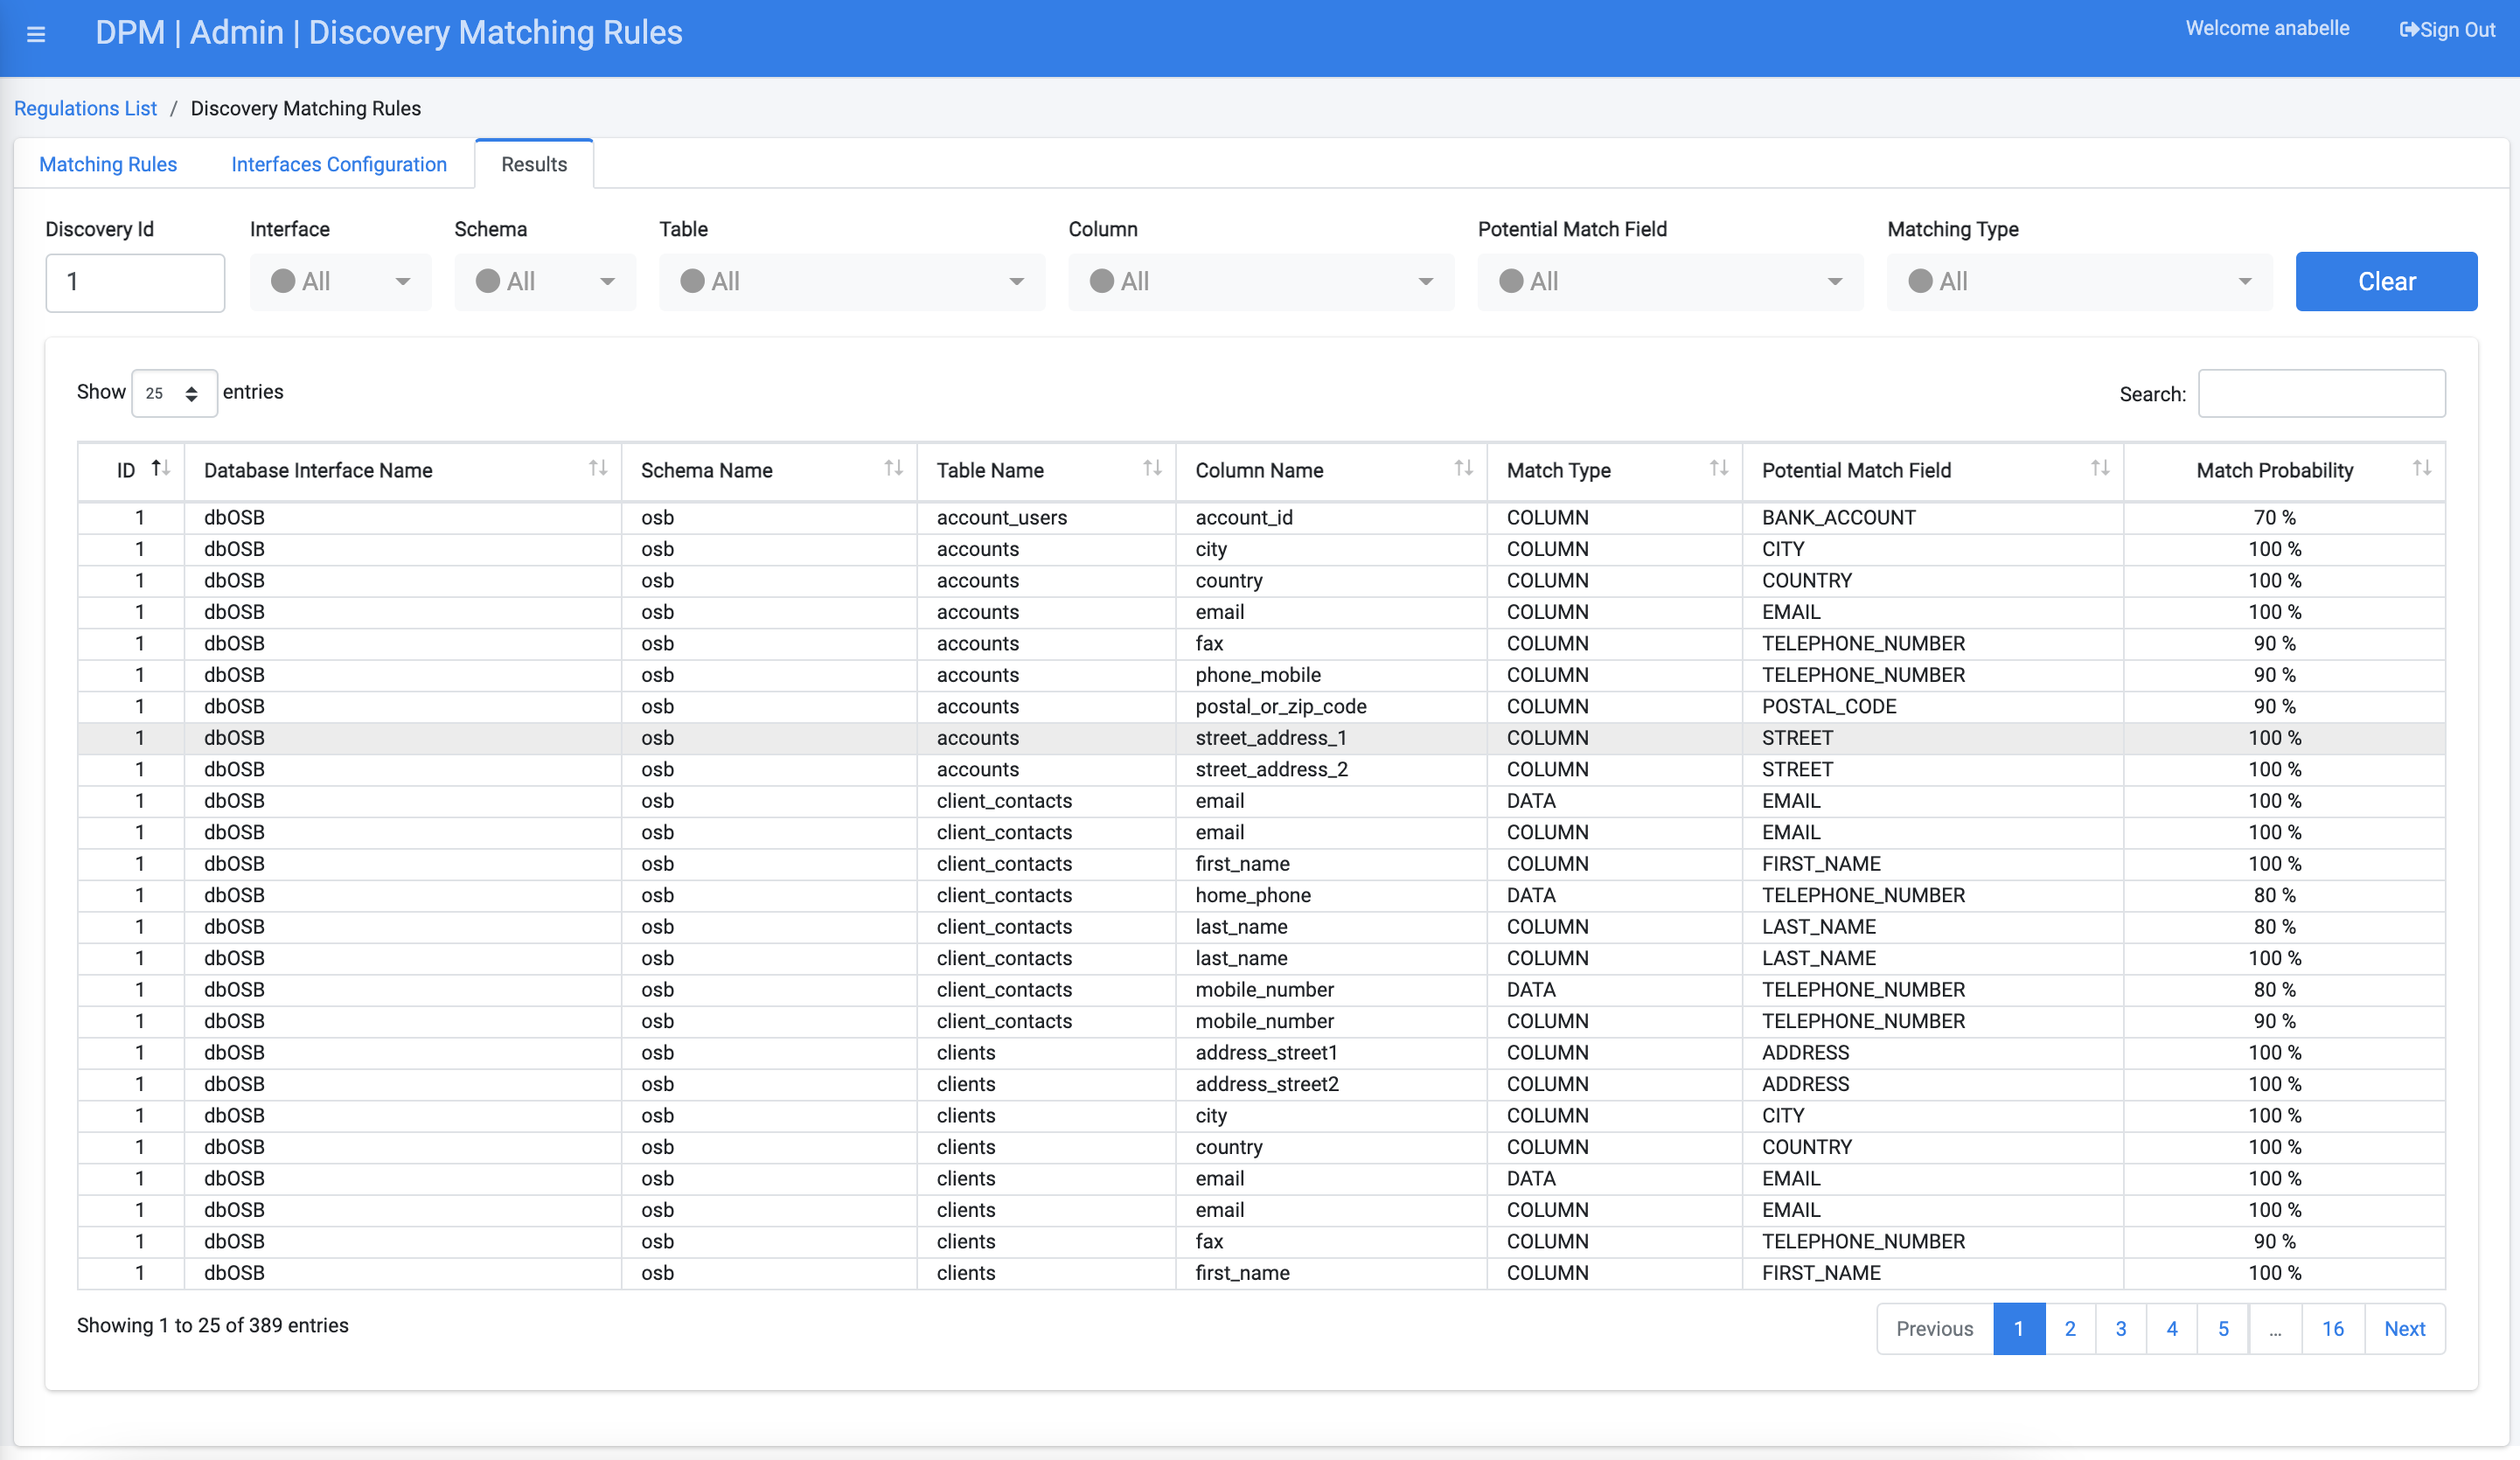 DPM | Admin | Discovery Matching Rules
Welcome anabelle
Sign Out
Regulations List / Discovery Matching Rules
Matching Rules Interfaces Configuration Results
Discovery Id Interface Schema Table Column Potential Match Field Matching Type
1 All All All All All All Clear
Show 25 entries
Search:
ID Database Interface Name Schema Name Table Name Column Name Match Type Potential Match Field Match Probability
1 dbOSB osb account_users account_id COLUMN BANK_ACCOUNT 70 %
1 dbOSB osb accounts city COLUMN CITY 100 %
1 dbOSB osb accounts country COLUMN COUNTRY 100 %
1 dbOSB osb accounts email COLUMN EMAIL 100 %
1 dbOSB osb accounts fax COLUMN TELEPHONE_NUMBER 90 %
1 dbOSB osb accounts phone_mobile COLUMN TELEPHONE_NUMBER 90 %
1 dbOSB osb accounts postal_or_zip_code COLUMN POSTAL_CODE 90 %
1 dbOSB osb accounts street_address_1 COLUMN STREET 100 %
1 dbOSB osb accounts street_address_2 COLUMN STREET 100 %
1 dbOSB osb client_contacts email DATA EMAIL 100 %
1 dbOSB osb client_contacts email COLUMN EMAIL 100 %
1 dbOSB osb client_contacts first_name COLUMN FIRST_NAME 100 %
1 dbOSB osb client_contacts home_phone DATA TELEPHONE_NUMBER 80 %
1 dbOSB osb client_contacts last_name COLUMN LAST_NAME 80 %
1 dbOSB osb client_contacts last_name COLUMN LAST_NAME 100 %
1 dbOSB osb client_contacts mobile_number DATA TELEPHONE_NUMBER 80 %
1 dbOSB osb client_contacts mobile_number COLUMN TELEPHONE_NUMBER 90 %
1 dbOSB osb clients address_street1 COLUMN ADDRESS 100 %
1 dbOSB osb clients address_street2 COLUMN ADDRESS 100 %
1 dbOSB osb clients city COLUMN CITY 100 %
1 dbOSB osb clients country COLUMN COUNTRY 100 %
1 dbOSB osb clients email DATA EMAIL 100 %
1 dbOSB osb clients email COLUMN EMAIL 100 %
1 dbOSB osb clients fax COLUMN TELEPHONE_NUMBER 90 %
1 dbOSB osb clients first_name COLUMN FIRST_NAME 100 %
Showing 1 to 25 of 389 entries
Previous 1 2 3 4 5 ... 16 Next